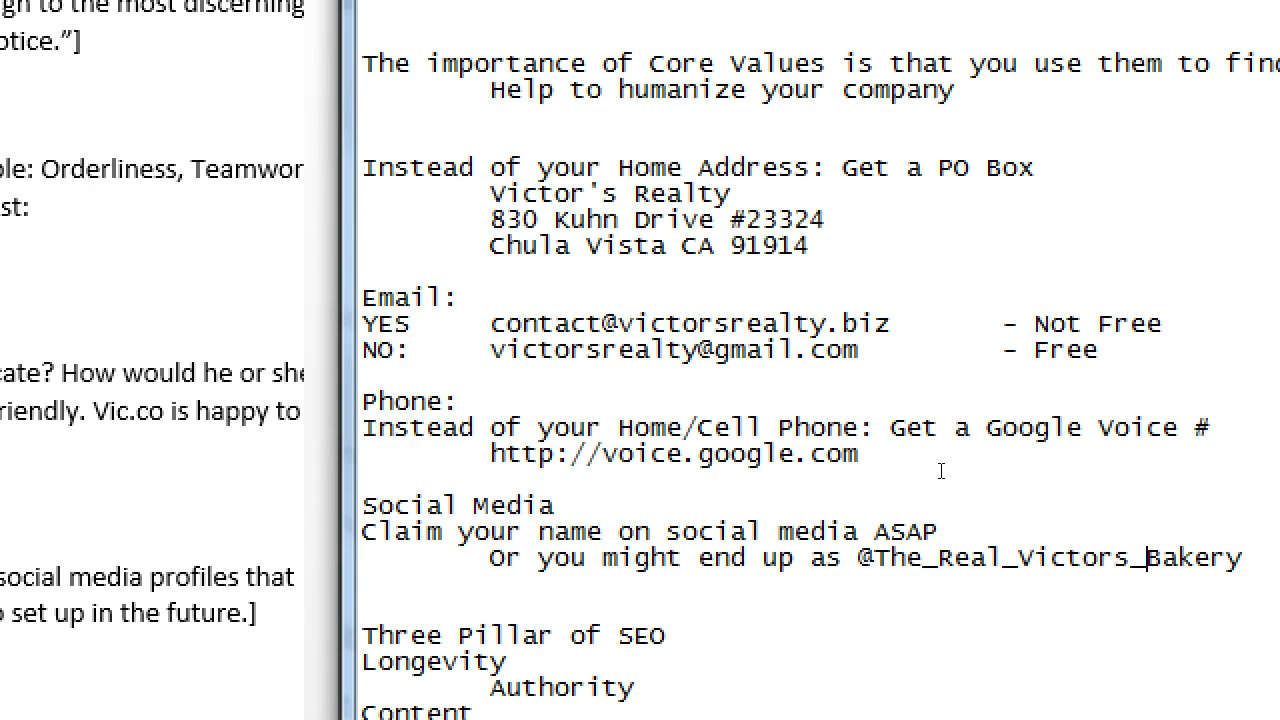 gn to the most discerning
otice.”]
ple: Orderliness, Teamwor
st:
cate? How would he or she
riendly. Vic.co is happy to
social media profiles that
o set up in the future.]
The importance of Core Values is that you use them to find
Help to humanize your company
Instead of your Home Address: Get a PO Box
Victor's Realty
830 Kuhn Drive #23324
Chula Vista CA 91914
Email:
YES contact@victorsrealty.biz - Not Free
NO: victorsrealty@gmail.com - Free
Phone:
Instead of your Home/Cell Phone: Get a Google Voice #
http://voice.google.com
Social Media
Claim your name on social media ASAP
Or you might end up as @The_Real_Victors_Bakery
Three Pillar of SEO
Longevity
Authority
Content